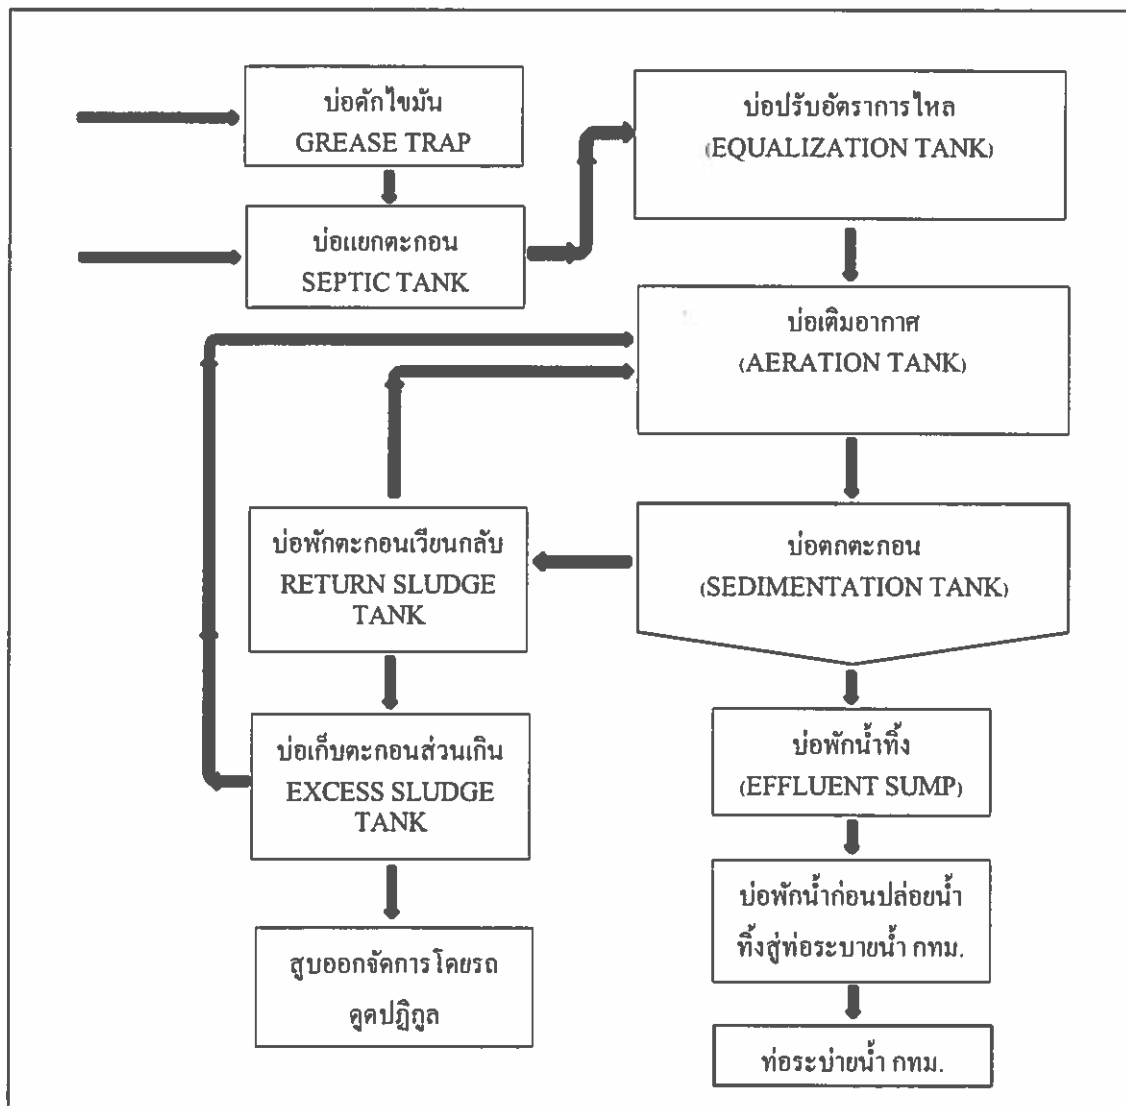 บ่อดักไขมัน
GREASE TRAP
บ่อแยกตะกอน
SEPTIC TANK
บ่อปรับอัตราการไหล
(EQUALIZATION TANK)
บ่อเติมอากาศ
(AERATION TANK)
บ่อตกตะกอน
(SEDIMENTATION TANK)
บ่อพักตะกอนเวียนกลับ
RETURN SLUDGE
TANK
บ่อเก็บตะกอนส่วนเกิน
EXCESS SLUDGE
TANK
สูบออกจัดการโดยรถ
ดูดปฏิกูล
บ่อพักน้ำทิ้ง
(EFFLUENT SUMP)
บ่อพักน้ำก่อนปล่อยน้ำ
ทิ้งสู่ท่อระบายน้ำ กทม.
ท่อระบ่ายน้ำ กทม.